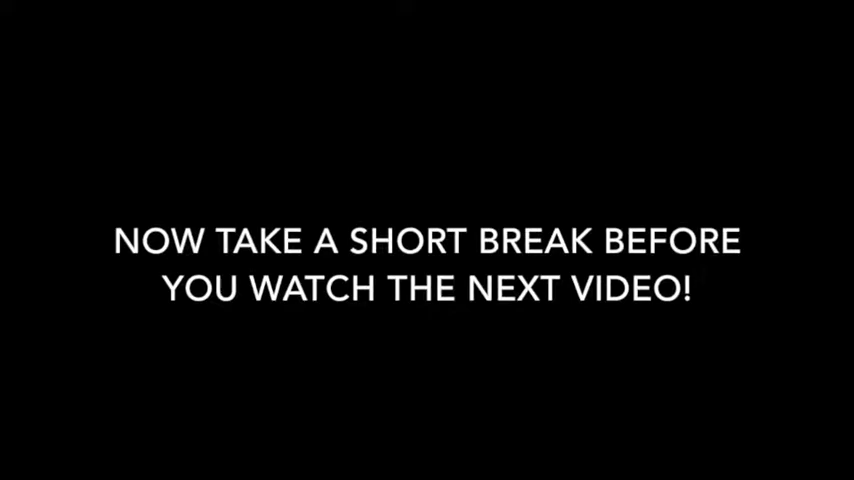 NOW TAKE A SHORT BREAK BEFORE
YOU WATCH THE NEXT VIDEO!